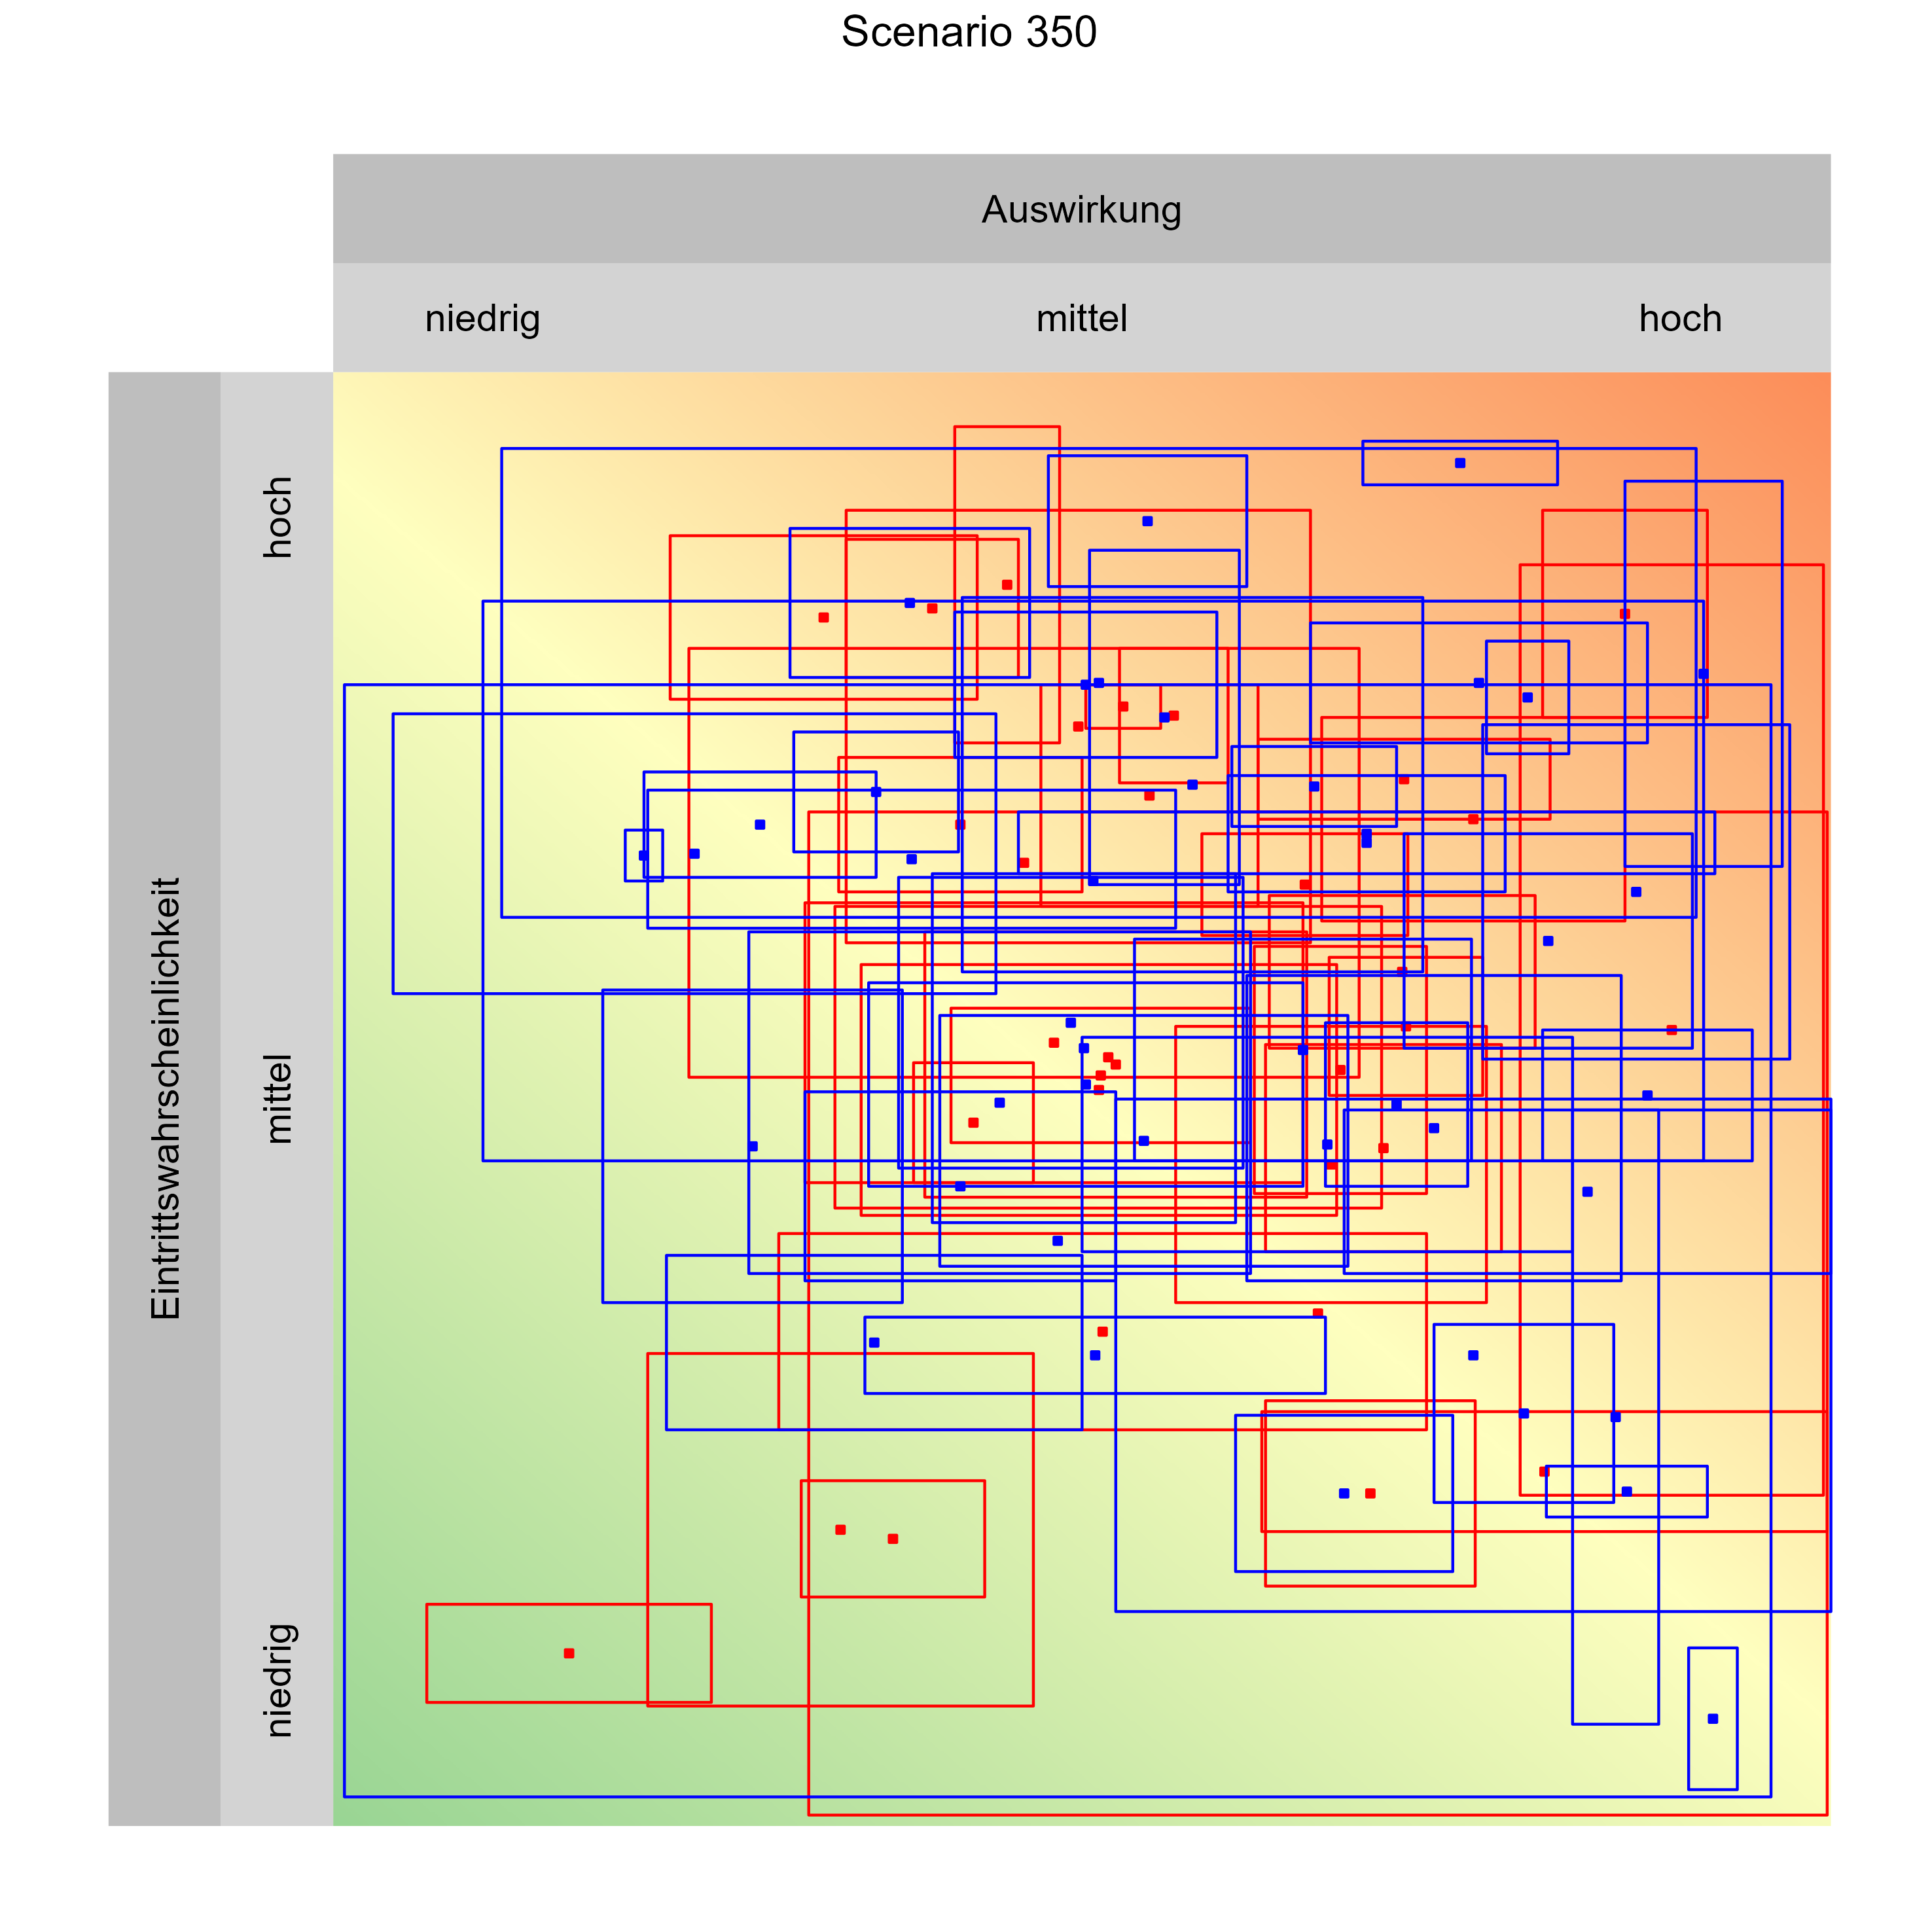 Scenario 350
Auswirkung
niedrig
mittel
hoch
Eintrittswahrscheinlichkeit
hoch
mittel
niedrig